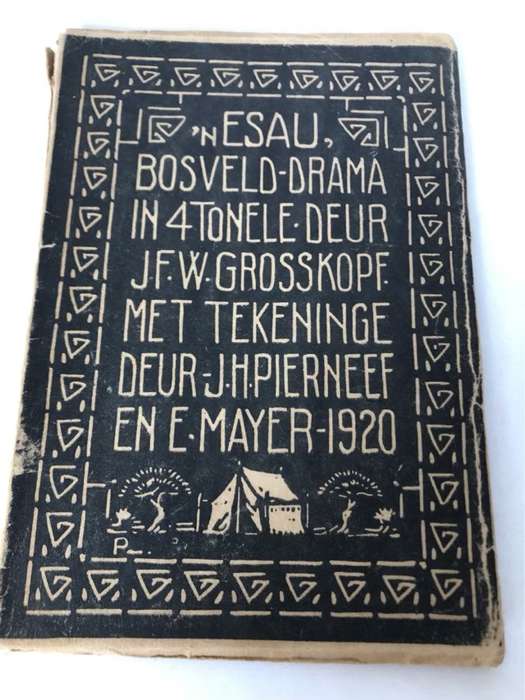 'N ESAU,
BOSVELD-DRAMA
IN 4 TONELE·DEUR
J.F.W·GROSSKOPF.
MET TEKENINGE
DEUR-J.H.PIERNEEF
EN E·MAYER-1920
P